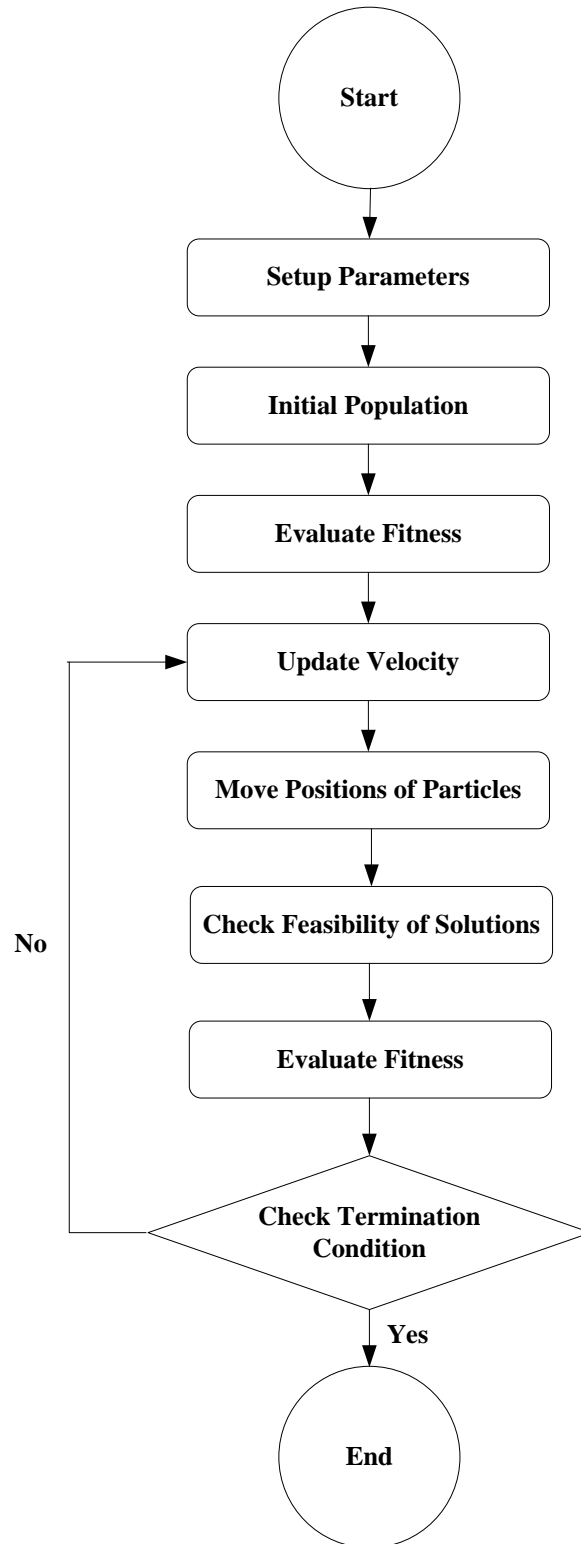 Start
Setup Parameters
Initial Population
Evaluate Fitness
Update Velocity
Move Positions of Particles
Check Feasibility of Solutions
No
Evaluate Fitness
Check Termination
Condition
Yes
End